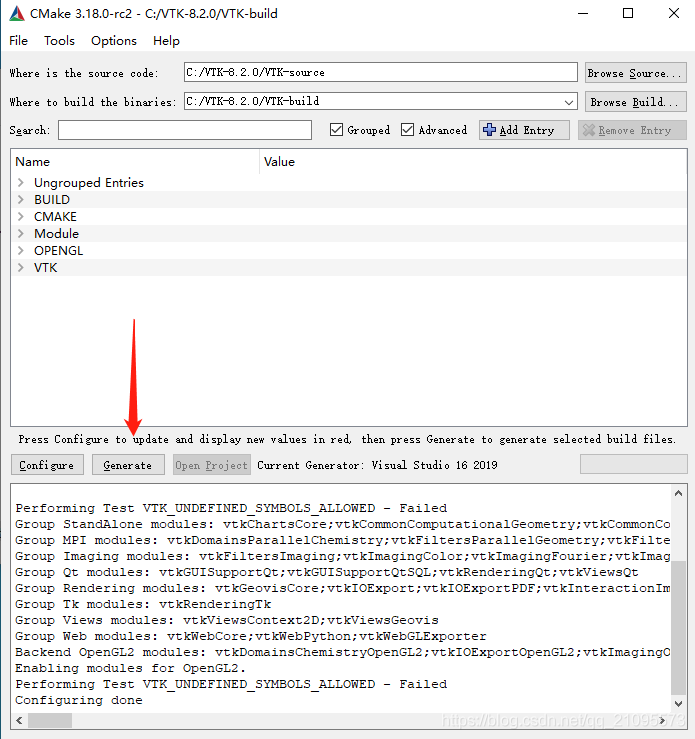 CMake 3.18.0-rc2 - C:/VTK-8.2.0/VTK-build
File Tools Options Help
Where is the source code: C:/VTK-8.2.0/VTK-source Browse Source...
Where to build the binaries: C:/VTK-8.2.0/VTK-build Browse Build...
Search: Grouped Advanced Add Entry Remove Entry
Name Value
Ungrouped Entries
BUILD
CMAKE
Module
OPENGL
VTK
Press Configure to update and display new values in red, then press Generate to generate selected build files.
Configure Generate Open Project Current Generator: Visual Studio 16 2019
Performing Test VTK_UNDEFINED_SYMBOLS_ALLOWED - Failed
Group StandAlone modules: vtkChartsCore;vtkCommonComputationalGeometry;vtkCommonCo
Group MPI modules: vtkDomainsParallelChemistry;vtkFiltersParallelGeometry;vtkFilte
Group Imaging modules: vtkFiltersImaging;vtkImagingColor;vtkImagingFourier;vtkImag
Group Qt modules: vtkGUISupportQt;vtkGUISupportQtSQL;vtkRenderingQt;vtkViewsQt
Group Rendering modules: vtkGeovisCore;vtkIOExport;vtkIOExportPDF;vtkInteractionIm
Group Tk modules: vtkRenderingTk
Group Views modules: vtkViewsContext2D;vtkViewsGeovis
Group Web modules: vtkWebCore;vtkWebPython;vtkWebGLExporter
Backend OpenGL2 modules: vtkDomainsChemistryOpenGL2;vtkIOExportOpenGL2;vtkImagingO
Enabling modules for OpenGL2.
Performing Test VTK_UNDEFINED_SYMBOLS_ALLOWED - Failed
Configuring done